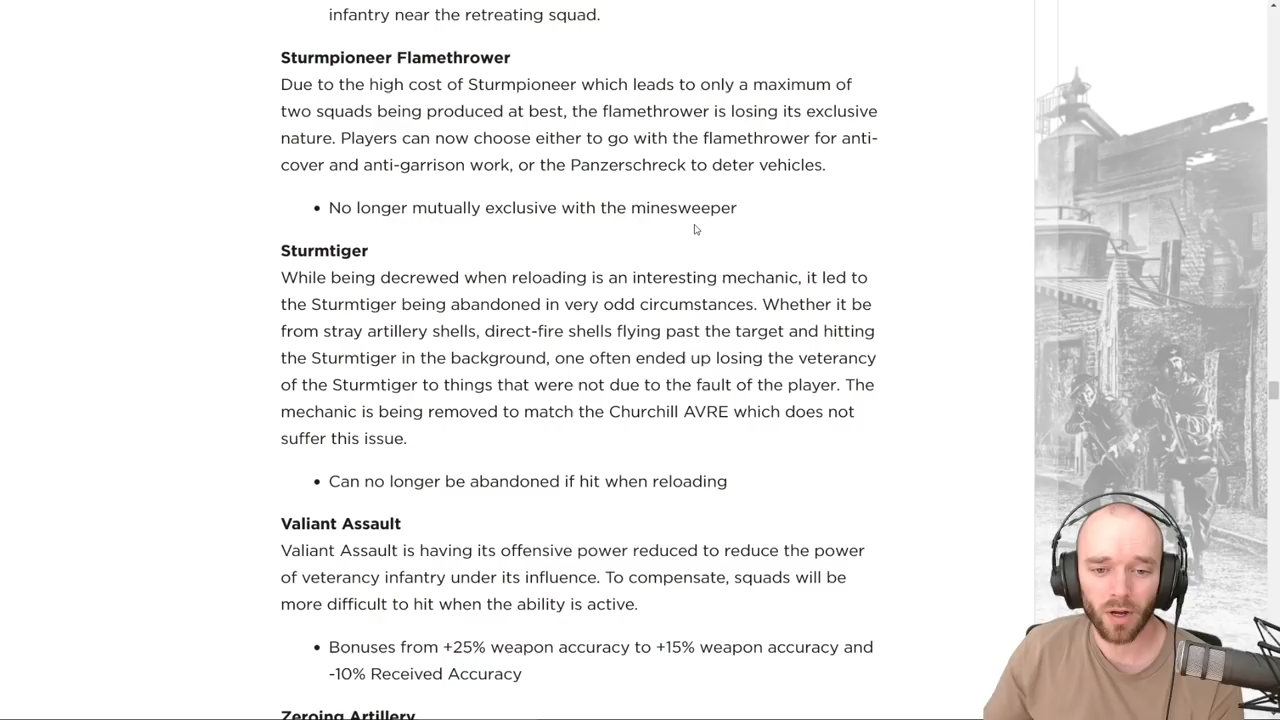 infantry near the retreating squad.
Sturmpioneer Flamethrower
Due to the high cost of Sturmpioneer which leads to only a maximum of
two squads being produced at best, the flamethrower is losing its exclusive
nature. Players can now choose either to go with the flamethrower for anti-
cover and anti-garrison work, or the Panzerschreck to deter vehicles.
• No longer mutually exclusive with the minesweeper
Sturmtiger
While being decrewed when reloading is an interesting mechanic, it led to
the Sturmtiger being abandoned in very odd circumstances. Whether it be
from stray artillery shells, direct-fire shells flying past the target and hitting
the Sturmtiger in the background, one often ended up losing the veterancy
of the Sturmtiger to things that were not due to the fault of the player. The
mechanic is being removed to match the Churchill AVRE which does not
suffer this issue.
• Can no longer be abandoned if hit when reloading
Valiant Assault
Valiant Assault is having its offensive power reduced to reduce the power
of veterancy infantry under its influence. To compensate, squads will be
more difficult to hit when the ability is active.
• Bonuses from +25% weapon accuracy to +15% weapon accuracy and
-10% Received Accuracy
Zeroing Artillery